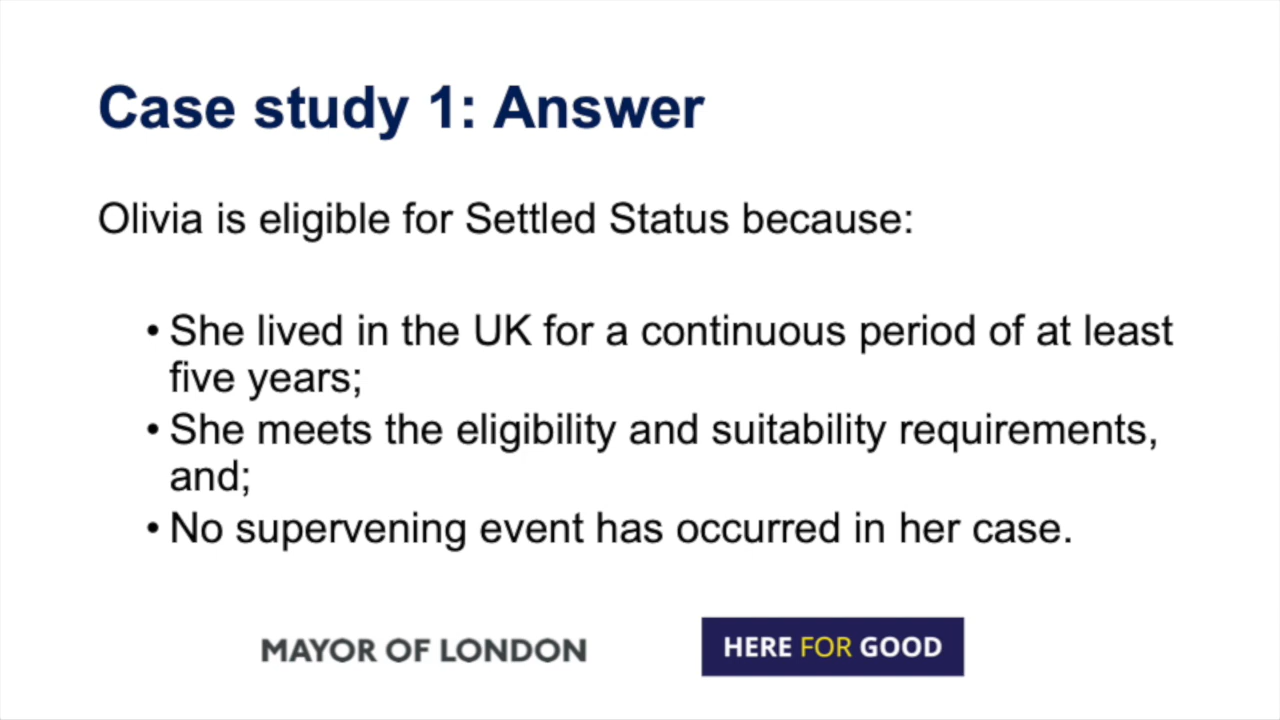 Case study 1: Answer
Olivia is eligible for Settled Status because:
• She lived in the UK for a continuous period of at least
five years;
• She meets the eligibility and suitability requirements,
and;
• No supervening event has occurred in her case.
MAYOR OF LONDON
HERE FOR GOOD